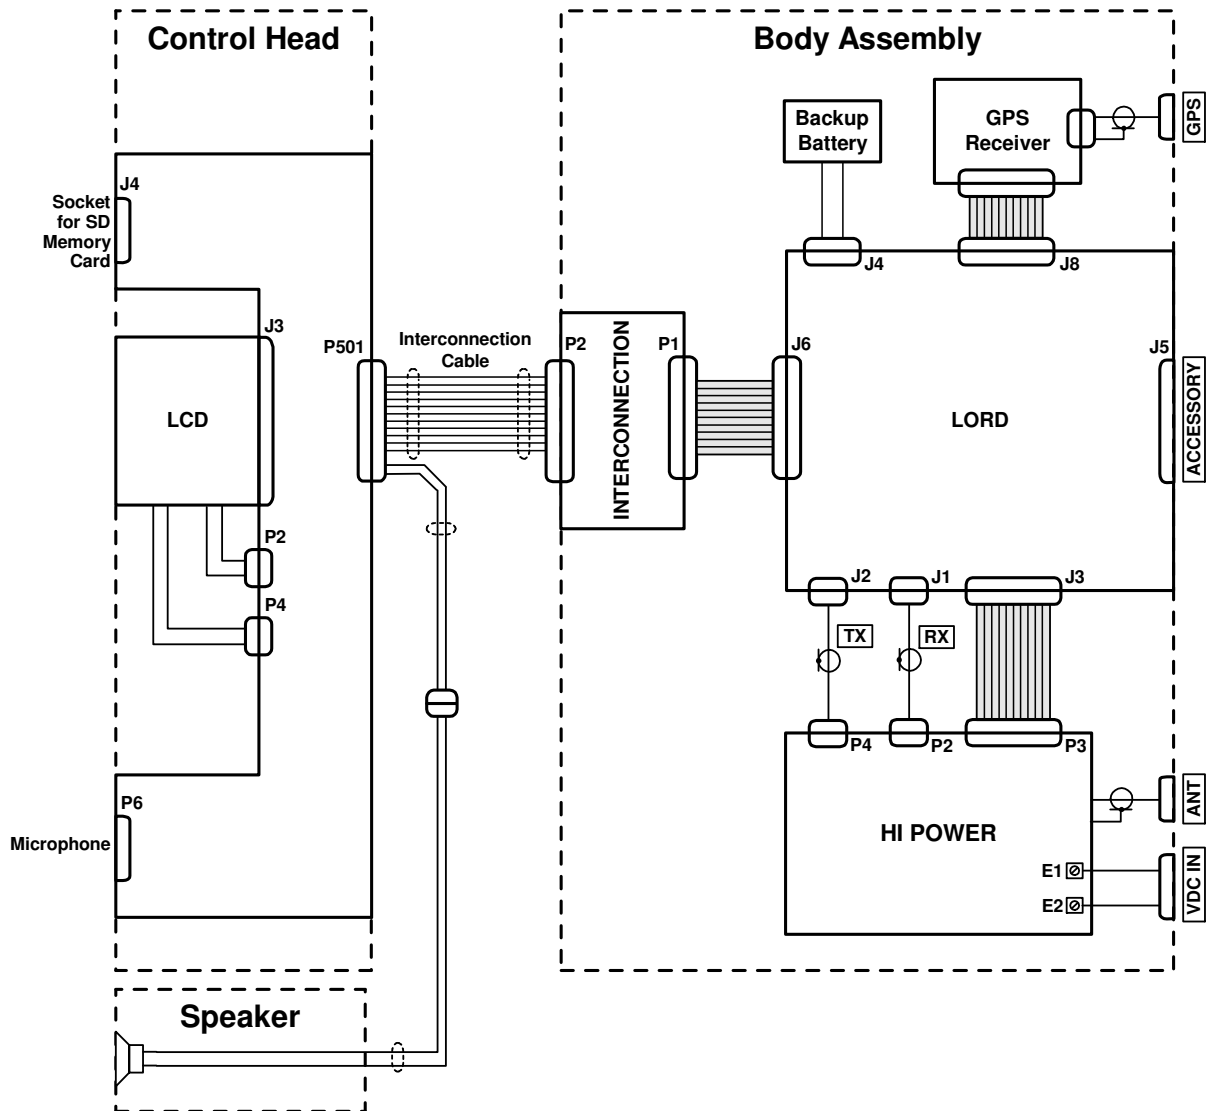 Control Head
J4
Socket
for SD
Memory
Card
J3
LCD
P501
P2
P4
P6
Microphone
Interconnection
Cable
Speaker
Body Assembly
Backup
Battery
GPS
Receiver
GPS
J4
J8
P2
INTERCONNECTION
P1
J6
LORD
J5
ACCESSORY
J2
J1
J3
TX
RX
P4
P2
P3
HI POWER
ANT
E1
E2
VDC IN